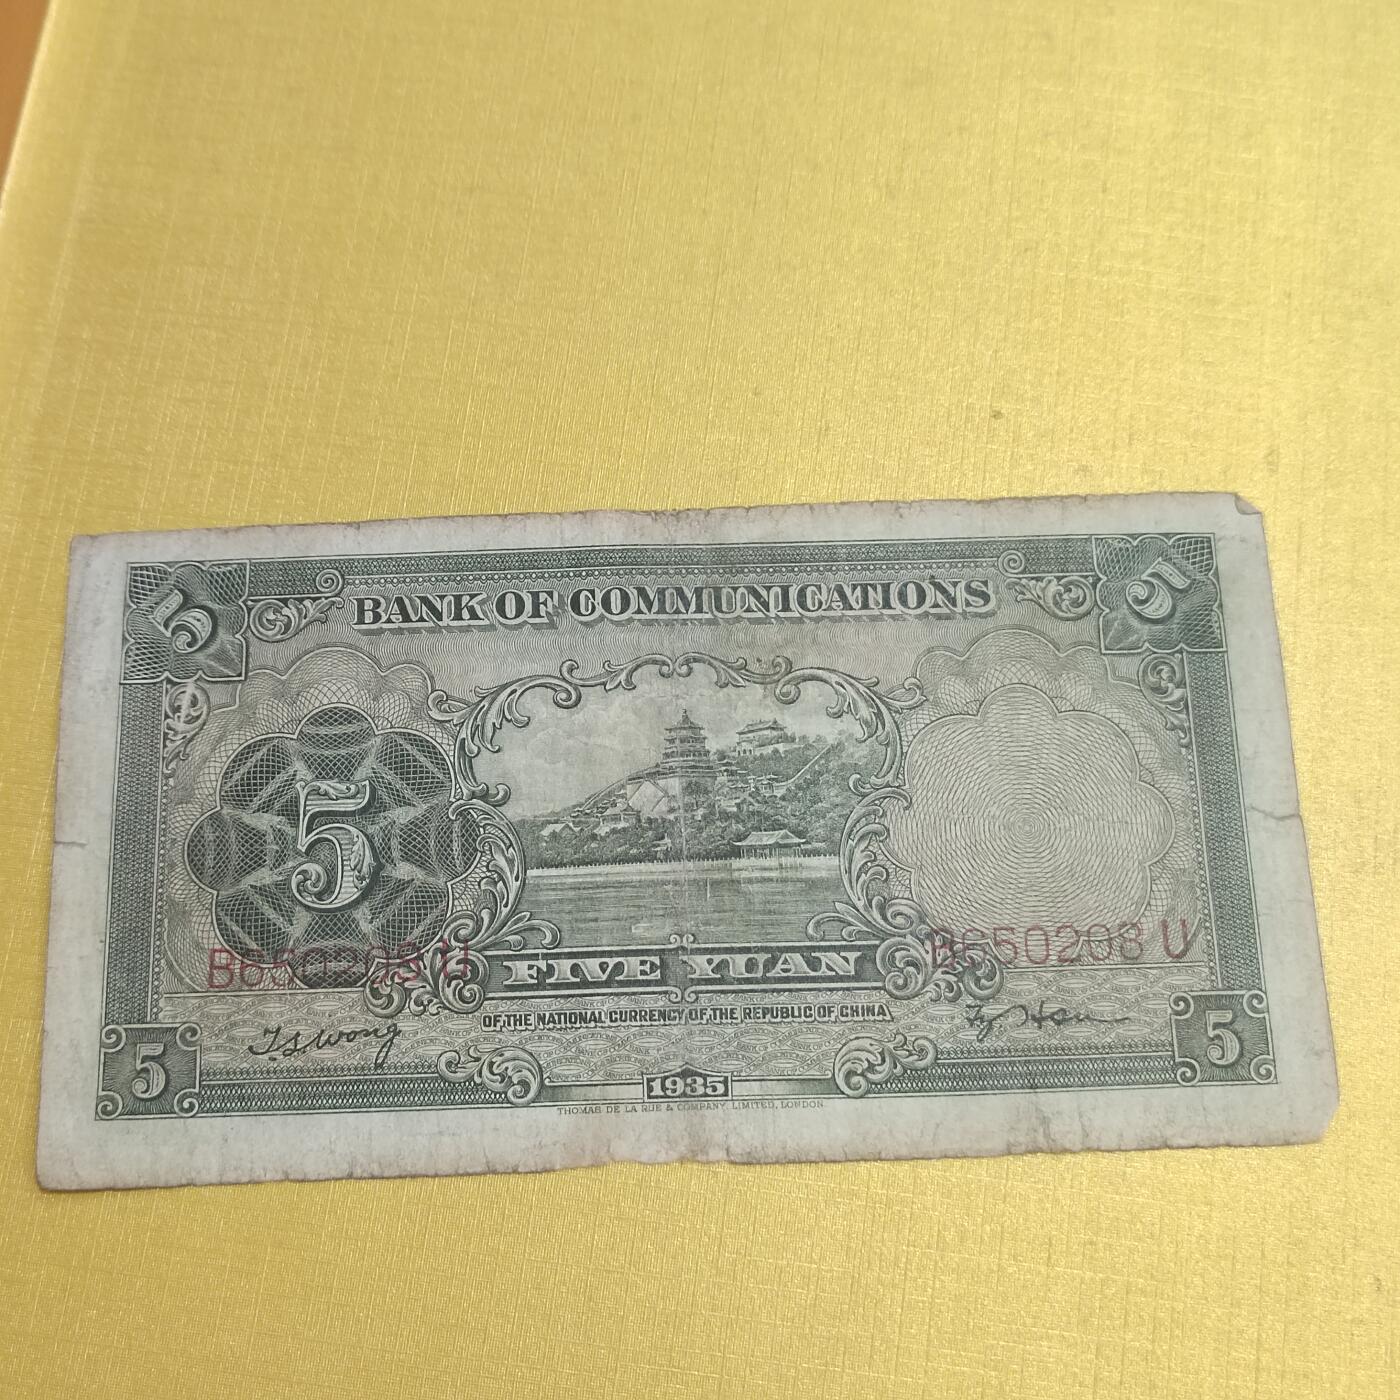 5 BANK OF COMMUNICATIONS 5
5
B650208 U B650208 U
FIVE YUAN
OF THE NATIONAL CURRENCY OF THE REPUBLIC OF CHINA
T.S. Wong
5 1935 5
THOMAS DE LA RUE & COMPANY, LIMITED, LONDON